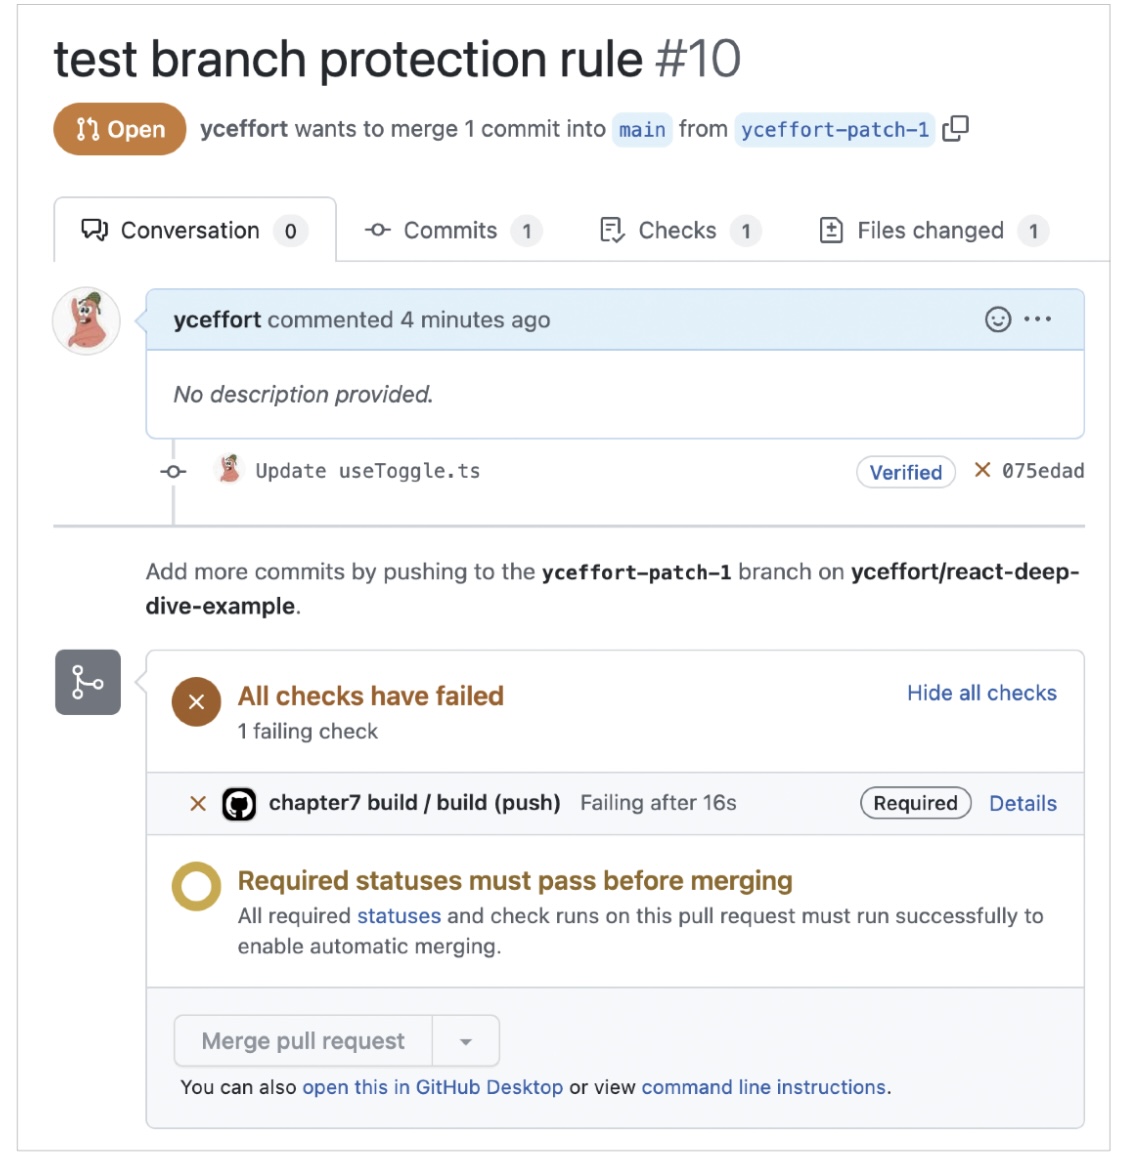 test branch protection rule #10
Open yceffort wants to merge 1 commit into main from yceffort-patch-1
Conversation 0 Commits 1 Checks 1 Files changed 1
yceffort commented 4 minutes ago
No description provided.
Update useToggle.ts Verified 075edad
Add more commits by pushing to the yceffort-patch-1 branch on yceffort/react-deep-
dive-example.
All checks have failed Hide all checks
1 failing check
chapter7 build / build (push) Failing after 16s Required Details
Required statuses must pass before merging
All required statuses and check runs on this pull request must run successfully to
enable automatic merging.
Merge pull request
You can also open this in GitHub Desktop or view command line instructions.